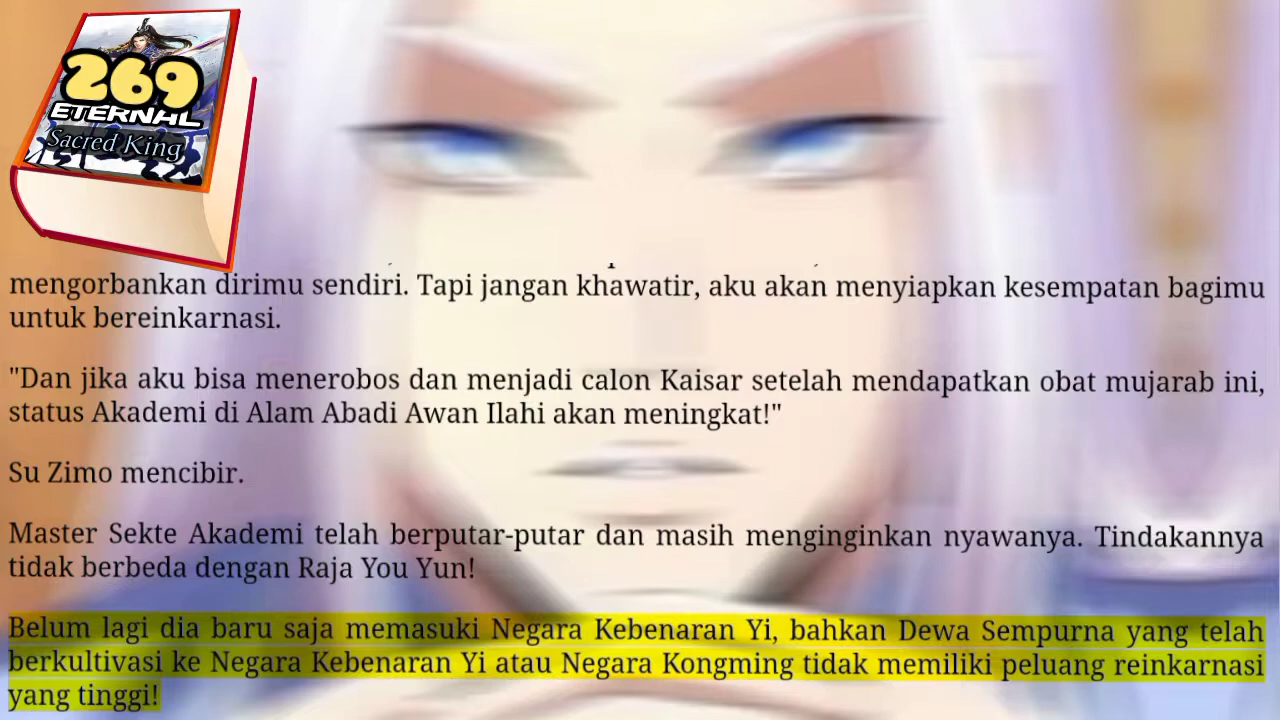 269
ETERNAL
Sacred King
mengorbankan dirimu sendiri. Tapi jangan khawatir, aku akan menyiapkan kesempatan bagimu
untuk bereinkarnasi.
"Dan jika aku bisa menerobos dan menjadi calon Kaisar setelah mendapatkan obat mujarab ini,
status Akademi di Alam Abadi Awan Ilahi akan meningkat!"
Su Zimo mencibir.
Master Sekte Akademi telah berputar-putar dan masih menginginkan nyawanya. Tindakannya
tidak berbeda dengan Raja You Yun!
Belum lagi dia baru saja memasuki Negara Kebenaran Yi, bahkan Dewa Sempurna yang telah
berkultivasi ke Negara Kebenaran Yi atau Negara Kongming tidak memiliki peluang reinkarnasi
yang tinggi!